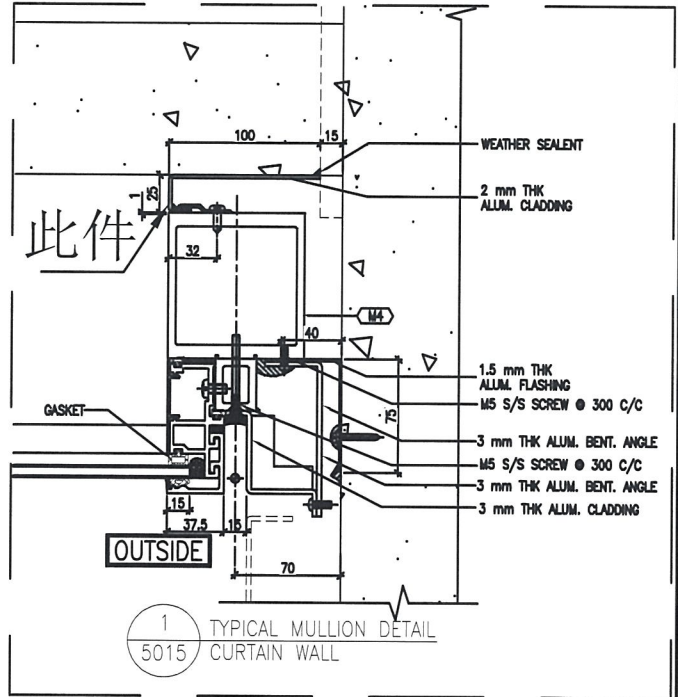 100
15
WEATHER SEALENT
2 mm THK
ALUM. CLADDING
1
25
此件
32
M4
40
1.5 mm THK
ALUM. FLASHING
M5 S/S SCREW @ 300 C/C
75
GASKET
3 mm THK ALUM. BENT. ANGLE
M5 S/S SCREW @ 300 C/C
3 mm THK ALUM. BENT. ANGLE
3 mm THK ALUM. CLADDING
15
37.5
15
OUTSIDE
70
1
5015
TYPICAL MULLION DETAIL
CURTAIN WALL